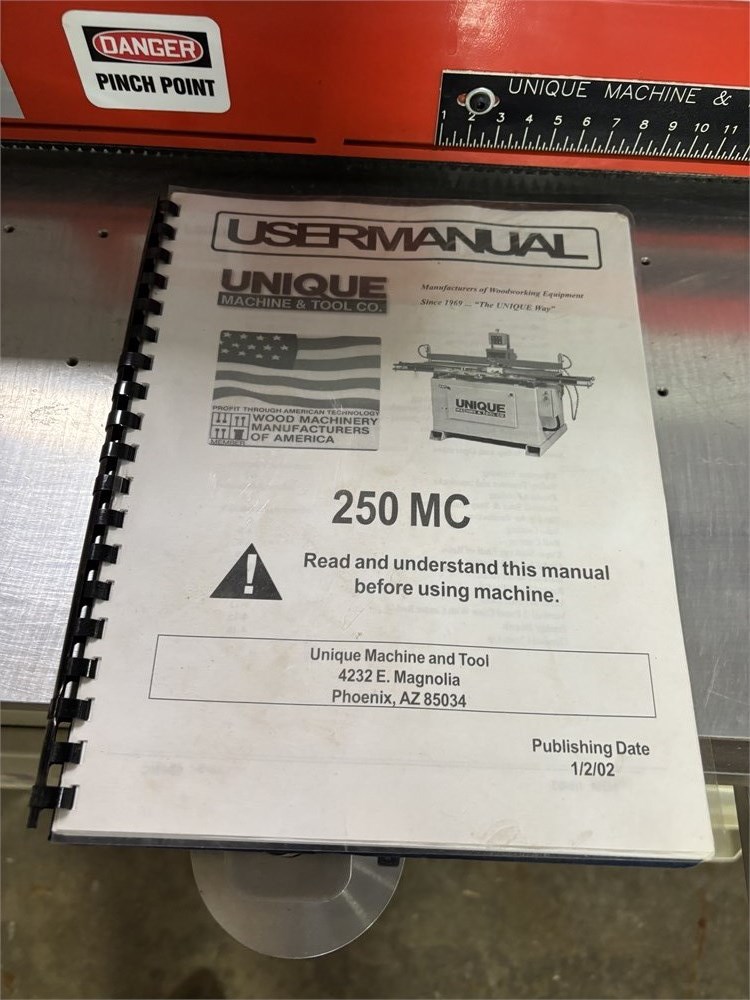 DANGER
PINCH POINT
UNIQUE MACHINE &
1 2 3 4 5 6 7 8 9 10 11
USERMANUAL
UNIQUE
MACHINE & TOOL CO.
Manufacturers of Woodworking Equipment
Since 1969 ... "The UNIQUE Way"
PROFIT THROUGH AMERICAN TECHNOLOGY
WOOD MACHINERY
MANUFACTURERS
OF AMERICA
MEMBER
UNIQUE
MACHINE & TOOL CO.
250 MC
Read and understand this manual
before using machine.
Unique Machine and Tool
4232 E. Magnolia
Phoenix, AZ 85034
Publishing Date
1/2/02